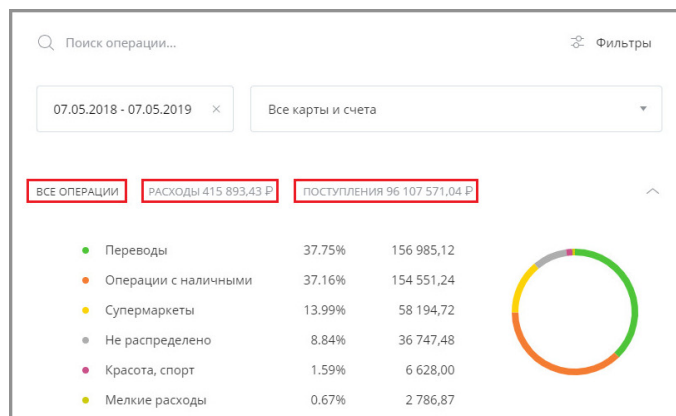 Поиск операции...
Фильтры
07.05.2018 - 07.05.2019 ×
Все карты и счета
ВСЕ ОПЕРАЦИИ РАСХОДЫ 415 893,43 ₽ ПОСТУПЛЕНИЯ 96 107 571,04 ₽
Переводы 37.75% 156 985,12
Операции с наличными 37.16% 154 551,24
Супермаркеты 13.99% 58 194,72
Не распределено 8.84% 36 747,48
Красота, спорт 1.59% 6 628,00
Мелкие расходы 0.67% 2 786,87